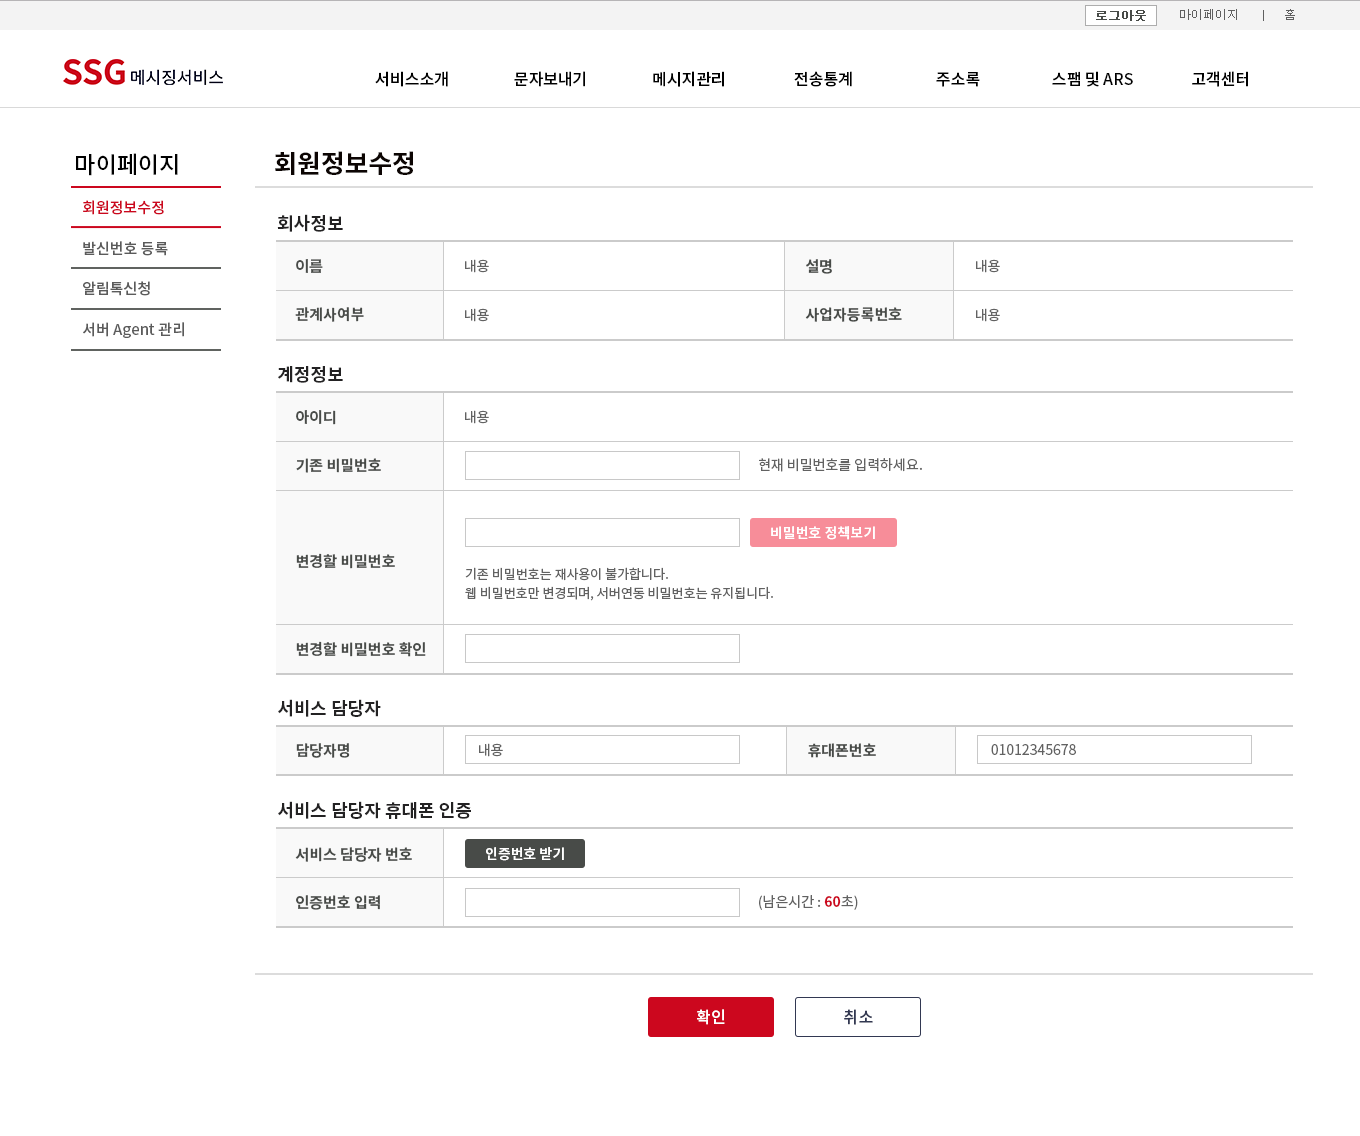 로그아웃 마이페이지 | 홈
SSG 메시징서비스 서비스소개 문자보내기 메시지관리 전송통계 주소록 스팸 및 ARS 고객센터
마이페이지
회원정보수정
발신번호 등록
알림톡신청
서버 Agent 관리
회원정보수정
회사정보
이름 내용 설명 내용
관계사여부 내용 사업자등록번호 내용
계정정보
아이디 내용
기존 비밀번호 현재 비밀번호를 입력하세요.
변경할 비밀번호 비밀번호 정책보기
기존 비밀번호는 재사용이 불가합니다.
웹 비밀번호만 변경되며, 서버연동 비밀번호는 유지됩니다.
변경할 비밀번호 확인
서비스 담당자
담당자명 내용 휴대폰번호 01012345678
서비스 담당자 휴대폰 인증
서비스 담당자 번호 인증번호 받기
인증번호 입력 (남은시간 : 60초)
확인 취소